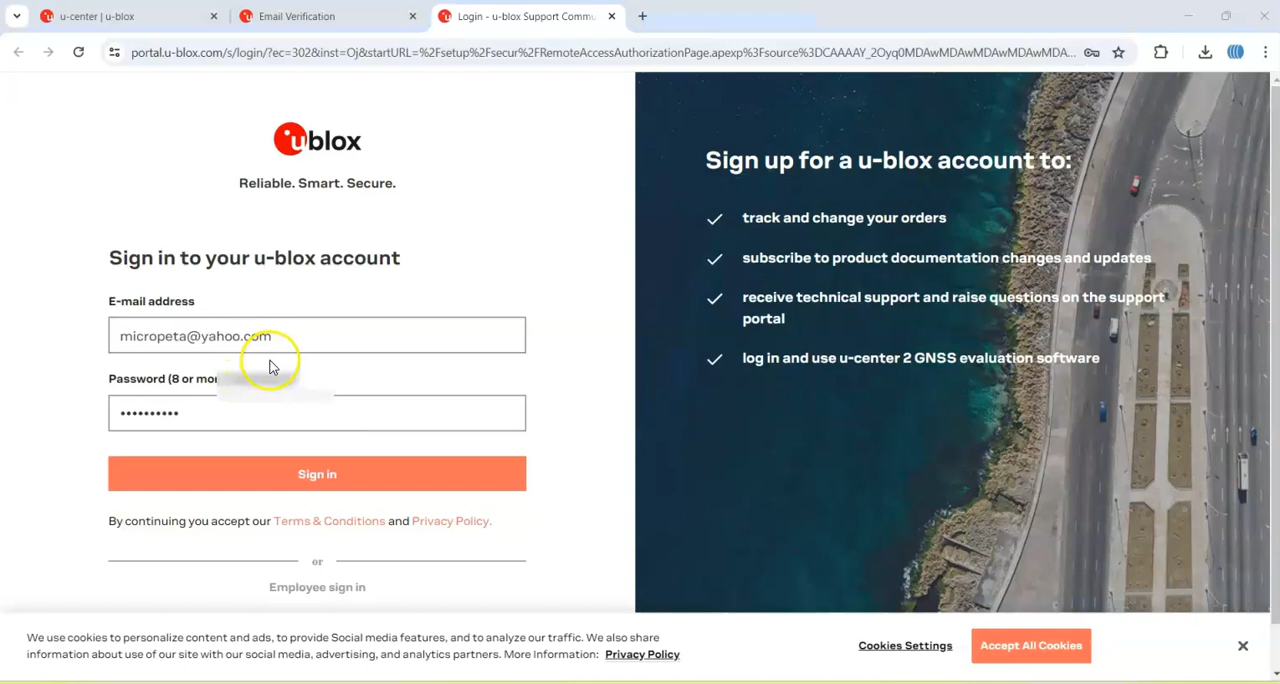 u-center | u-blox
Email Verification
Login - u-blox Support Commu
portal.u-blox.com/s/login/?ec=302&inst=Oj&startURL=%2Fsetup%2Fsecur%2FRemoteAccessAuthorizationPage.apexp%3Fsource%3DCAAAAY_2Oyq0MDAwMDAwMDAwMDAwMDA...
ublox
Reliable. Smart. Secure.
Sign in to your u-blox account
E-mail address
micropeta@yahoo.com
Password (8 or mor
Sign in
By continuing you accept our Terms & Conditions and Privacy Policy.
or
Employee sign in
Sign up for a u-blox account to:
track and change your orders
subscribe to product documentation changes and updates
receive technical support and raise questions on the support
portal
log in and use u-center 2 GNSS evaluation software
We use cookies to personalize content and ads, to provide Social media features, and to analyze our traffic. We also share
information about use of our site with our social media, advertising, and analytics partners. More Information: Privacy Policy
Cookies Settings
Accept All Cookies